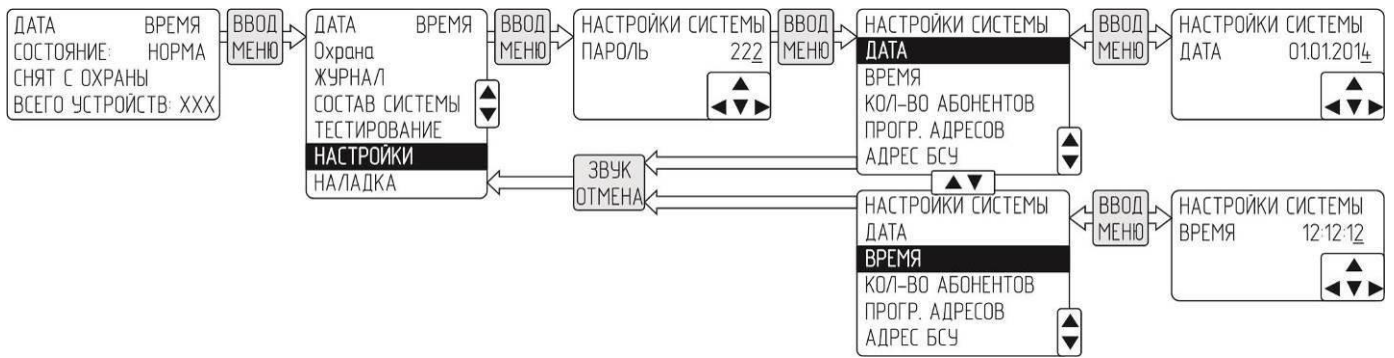 ДАТА ВРЕМЯ
СОСТОЯНИЕ: НОРМА
СНЯТ С ОХРАНЫ
ВСЕГО УСТРОЙСТВ: XXX
ВВОД
МЕНЮ
ДАТА ВРЕМЯ
Охрана
ЖУРНАЛ
СОСТАВ СИСТЕМЫ
ТЕСТИРОВАНИЕ
НАСТРОЙКИ
НАЛАДКА
ВВОД
МЕНЮ
НАСТРОЙКИ СИСТЕМЫ
ПАРОЛЬ 222
ВВОД
МЕНЮ
НАСТРОЙКИ СИСТЕМЫ
ДАТА
ВРЕМЯ
КОЛ-ВО АБОНЕНТОВ
ПРОГР. АДРЕСОВ
АДРЕС БСУ
ВВОД
МЕНЮ
НАСТРОЙКИ СИСТЕМЫ
ДАТА 01.01.2014
ЗВУК
ОТМЕНА
НАСТРОЙКИ СИСТЕМЫ
ДАТА
ВРЕМЯ
КОЛ-ВО АБОНЕНТОВ
ПРОГР. АДРЕСОВ
АДРЕС БСУ
ВВОД
МЕНЮ
НАСТРОЙКИ СИСТЕМЫ
ВРЕМЯ 12:12:12